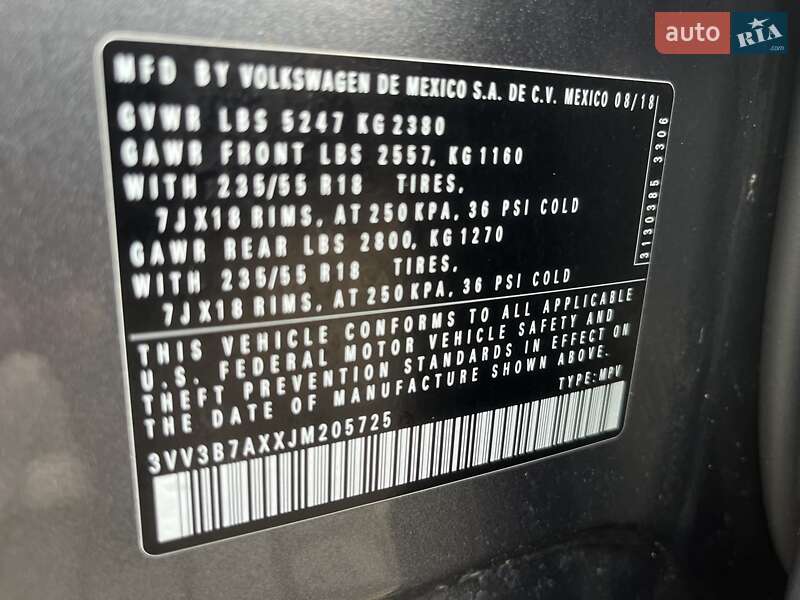 auto RIA.com
MFD BY VOLKSWAGEN DE MEXICO S.A. DE C.V. MEXICO 08/18
GVWR LBS 5247 KG 2380
GAWR FRONT LBS 2557, KG 1160
WITH 235/55 R18 TIRES,
7JX18 RIMS, AT 250 KPA, 36 PSI COLD
GAWR REAR LBS 2800, KG 1270
WITH 235/55 R18 TIRES,
7JX18 RIMS, AT 250 KPA, 36 PSI COLD
3130385 3306
THIS VEHICLE CONFORMS TO ALL APPLICABLE
U.S. FEDERAL MOTOR VEHICLE SAFETY AND
THEFT PREVENTION STANDARDS IN EFFECT ON
THE DATE OF MANUFACTURE SHOWN ABOVE.
TYPE: MPV
3VV3B7AXXJM205725